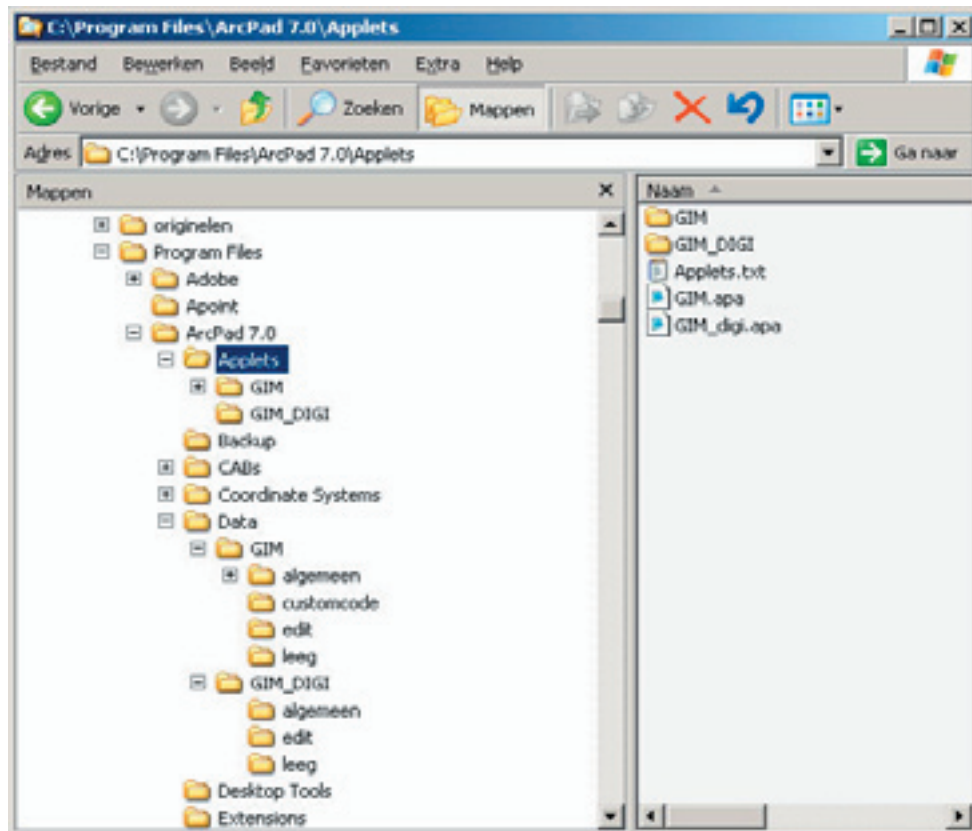 C:\Program Files\ArcPad 7.0\Applets
Bestand Bewerken Beeld Favorieten Extra Help
Vorige Zoeken Mappen
Adres C:\Program Files\ArcPad 7.0\Applets Ga naar
Mappen
originelen
Program Files
Adobe
Apoint
ArcPad 7.0
Applets
GIM
GIM_DIGI
Backup
CABs
Coordinate Systems
Data
GIM
algemeen
customcode
edit
leeg
GIM_DIGI
algemeen
edit
leeg
Desktop Tools
Extensions
Naam
GIM
GIM_DIGI
Applets.txt
GIM.apa
GIM_digi.apa